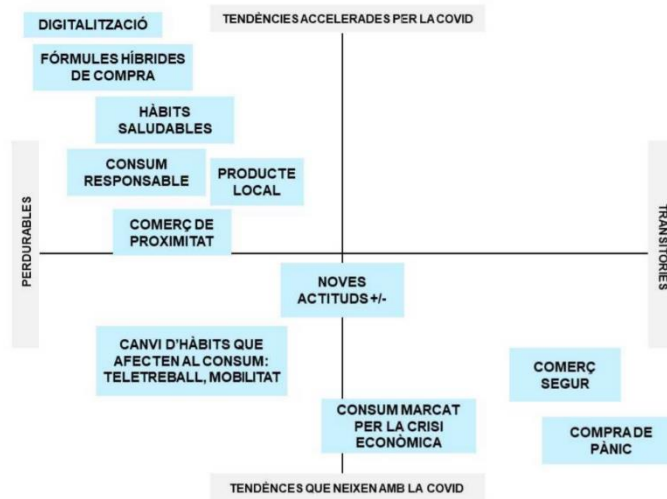 DIGITALITZACIÓ
TENDÈNCIES ACCELERADES PER LA COVID
FÓRMULES HÍBRIDES
DE COMPRA
HÀBITS
SALUDABLES
CONSUM
RESPONSABLE
PRODUCTE
LOCAL
COMERÇ DE
PROXIMITAT
PERDURABLES
TRANSITÒRIES
NOVES
ACTITUDS +/-
CANVI D'HÀBITS QUE
AFECTEN AL CONSUM:
TELETREBALL, MOBILITAT
COMERÇ
SEGUR
CONSUM MARCAT
PER LA CRISI
ECONÒMICA
COMPRA DE
PÀNIC
TENDÈNCES QUE NEIXEN AMB LA COVID